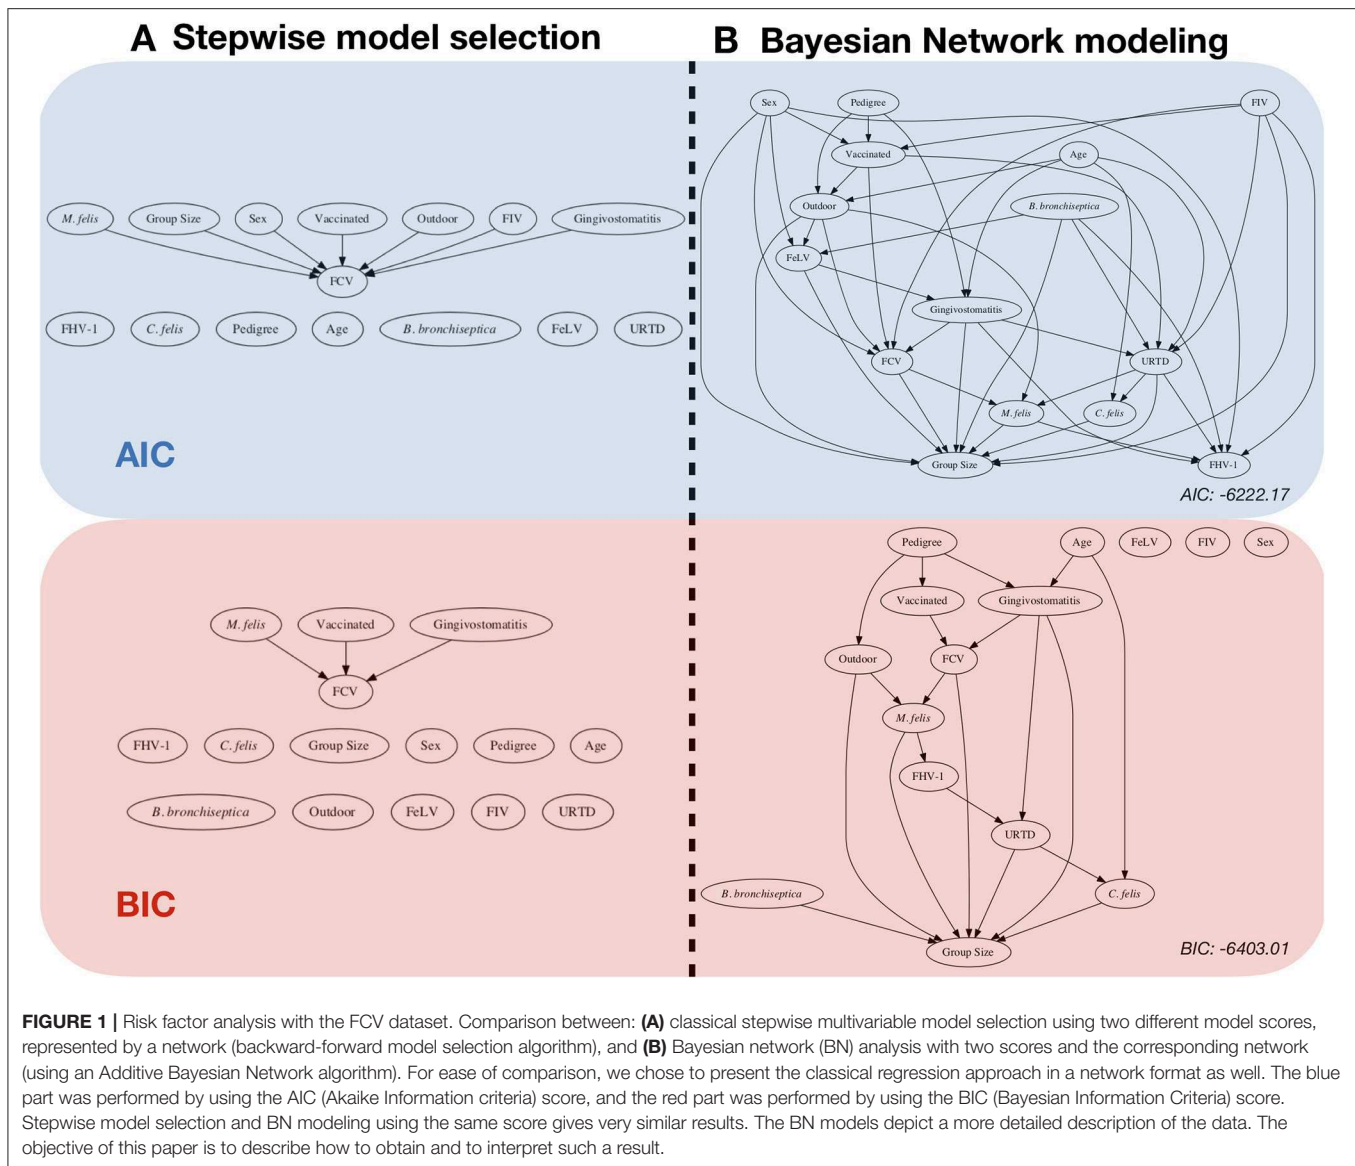 A Stepwise model selection
B Bayesian Network modeling
M. felis
Group Size
Sex
Vaccinated
Outdoor
FIV
Gingivostomatitis
FCV
FHV-1
C. felis
Pedigree
Age
B. bronchiseptica
FeLV
URTD
AIC
Sex
Pedigree
FIV
Vaccinated
Age
Outdoor
B. bronchiseptica
FeLV
Gingivostomatitis
FCV
URTD
M. felis
C. felis
Group Size
FHV-1
AIC: -6222.17
M. felis
Vaccinated
Gingivostomatitis
FCV
FHV-1
C. felis
Group Size
Sex
Pedigree
Age
B. bronchiseptica
Outdoor
FeLV
FIV
URTD
BIC
Pedigree
Age
FeLV
FIV
Sex
Vaccinated
Gingivostomatitis
Outdoor
FCV
M. felis
FHV-1
URTD
B. bronchiseptica
C. felis
Group Size
BIC: -6403.01
FIGURE 1 | Risk factor analysis with the FCV dataset. Comparison between: (A) classical stepwise multivariable model selection using two different model scores,
represented by a network (backward-forward model selection algorithm), and (B) Bayesian network (BN) analysis with two scores and the corresponding network
(using an Additive Bayesian Network algorithm). For ease of comparison, we chose to present the classical regression approach in a network format as well. The blue
part was performed by using the AIC (Akaike Information criteria) score, and the red part was performed by using the BIC (Bayesian Information Criteria) score.
Stepwise model selection and BN modeling using the same score gives very similar results. The BN models depict a more detailed description of the data. The
objective of this paper is to describe how to obtain and to interpret such a result.